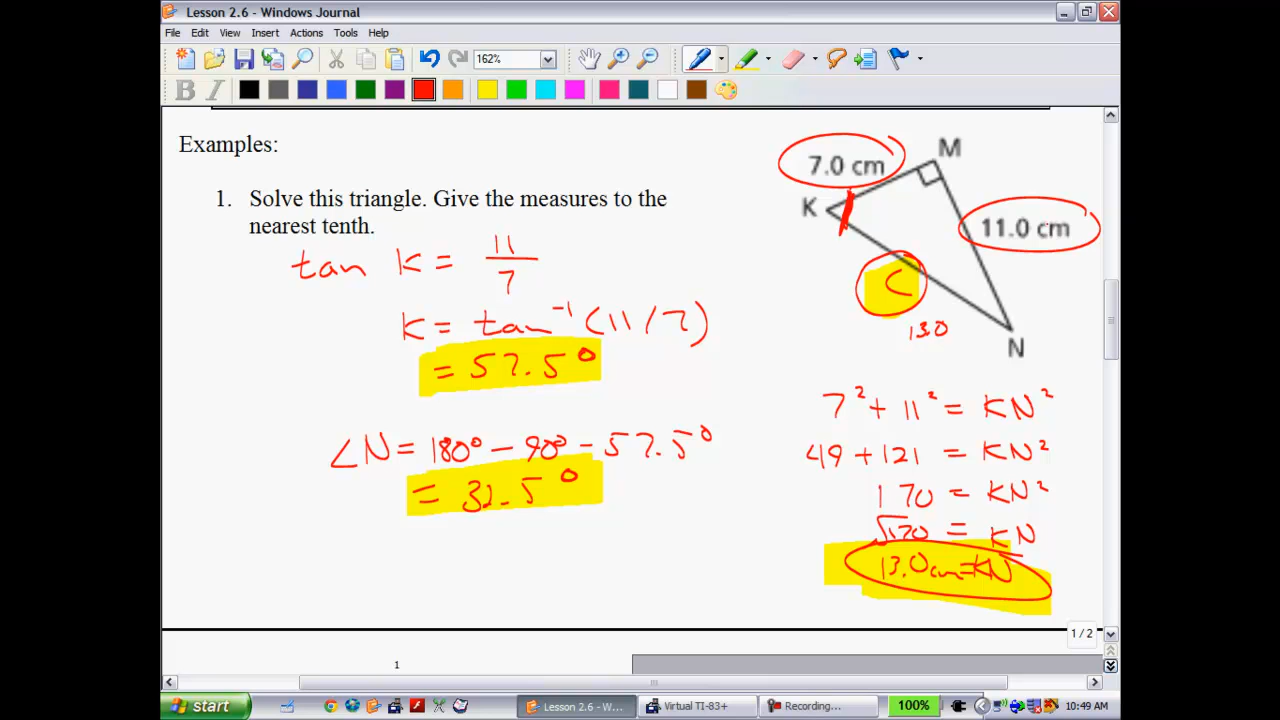 Lesson 2.6 - Windows Journal
File Edit View Insert Actions Tools Help
162%
B I
Examples:
1. Solve this triangle. Give the measures to the
nearest tenth.
tan K = 11/7
K = tan⁻¹ (11/7)
= 57.5°
∠N = 180° - 90° - 57.5°
= 32.5°
7.0 cm
M
K
11.0 cm
C
13.0
N
7² + 11² = KN²
49 + 121 = KN²
170 = KN²
√170 = KN
13.0cm = KN
1 / 2
1
start
Lesson 2.6 - W...
Virtual TI-83+
Recording...
100%
10:49 AM